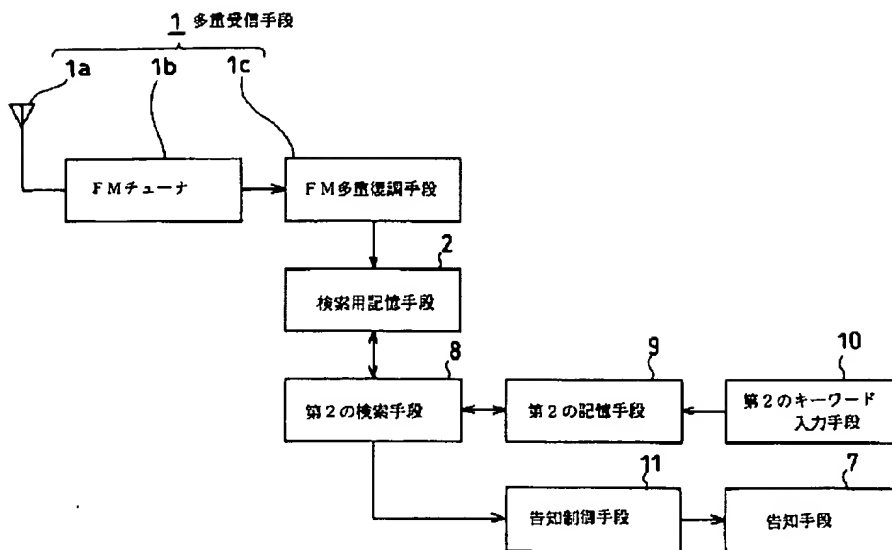 1 多重受信手段
1a
1b
1c
FMチューナ
FM多重復調手段
2
検索用記憶手段
8
9
10
第2の検索手段
第2の記憶手段
第2のキーワード
入力手段
11
7
告知制御手段
告知手段